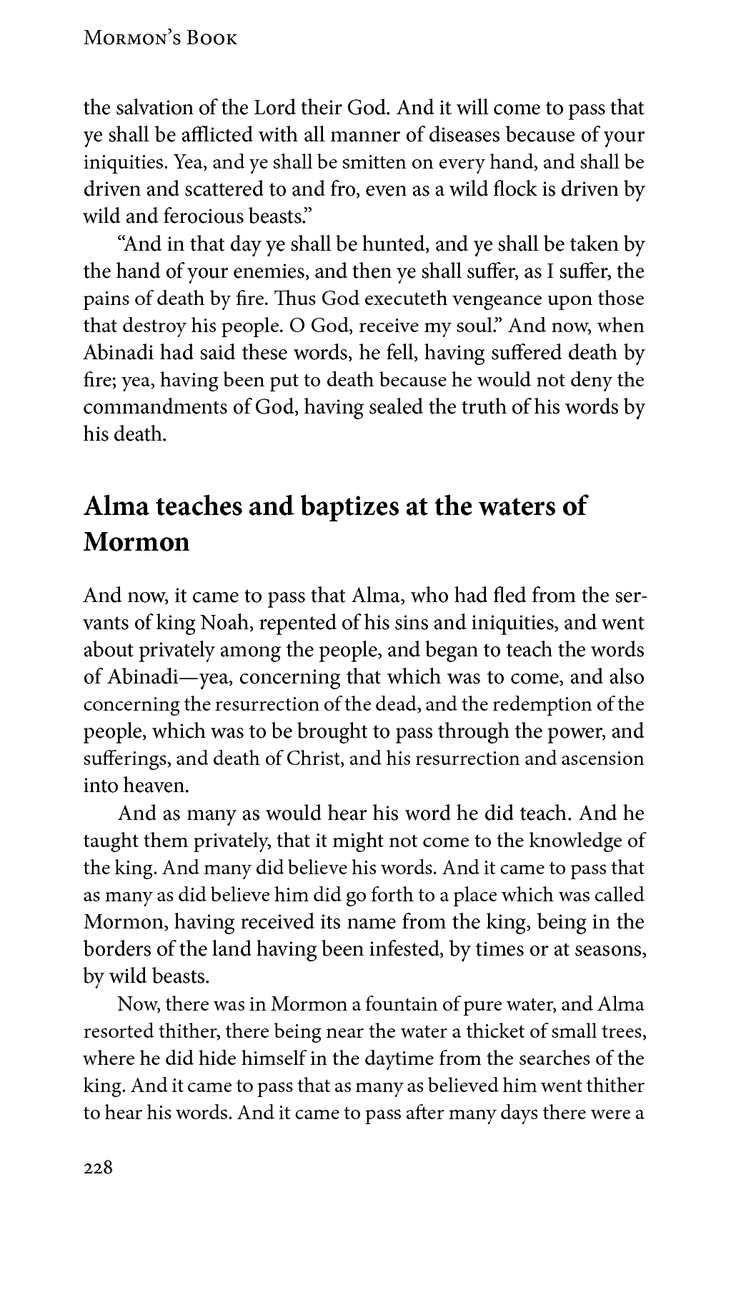 Mormon’s Book
the salvation of the Lord their God. And it will come to pass that
ye shall be afflicted with all manner of diseases because of your
iniquities. Yea, and ye shall be smitten on every hand, and shall be
driven and scattered to and fro, even as a wild flock is driven by
wild and ferocious beasts.”
“And in that day ye shall be hunted, and ye shall be taken by
the hand of your enemies, and then ye shall suffer, as I suffer, the
pains of death by fire. Thus God executeth vengeance upon those
that destroy his people. O God, receive my soul.” And now, when
Abinadi had said these words, he fell, having suffered death by
fire; yea, having been put to death because he would not deny the
commandments of God, having sealed the truth of his words by
his death.
Alma teaches and baptizes at the waters of
Mormon
And now, it came to pass that Alma, who had fled from the ser-
vants of king Noah, repented of his sins and iniquities, and went
about privately among the people, and began to teach the words
of Abinadi—yea, concerning that which was to come, and also
concerning the resurrection of the dead, and the redemption of the
people, which was to be brought to pass through the power, and
sufferings, and death of Christ, and his resurrection and ascension
into heaven.
And as many as would hear his word he did teach. And he
taught them privately, that it might not come to the knowledge of
the king. And many did believe his words. And it came to pass that
as many as did believe him did go forth to a place which was called
Mormon, having received its name from the king, being in the
borders of the land having been infested, by times or at seasons,
by wild beasts.
Now, there was in Mormon a fountain of pure water, and Alma
resorted thither, there being near the water a thicket of small trees,
where he did hide himself in the daytime from the searches of the
king. And it came to pass that as many as believed him went thither
to hear his words. And it came to pass after many days there were a
228